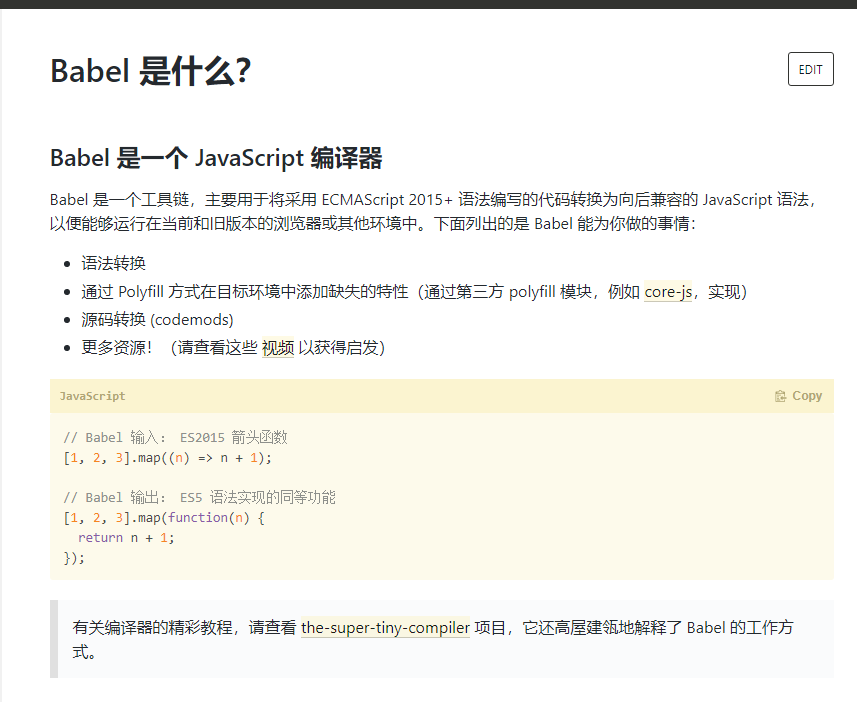 Babel 是什么？
EDIT
Babel 是一个 JavaScript 编译器
Babel 是一个工具链，主要用于将采用 ECMAScript 2015+ 语法编写的代码转换为向后兼容的 JavaScript 语法，
以便能够运行在当前和旧版本的浏览器或其他环境中。下面列出的是 Babel 能为你做的事情：
语法转换
通过 Polyfill 方式在目标环境中添加缺失的特性（通过第三方 polyfill 模块，例如 core-js，实现）
源码转换 (codemods)
更多资源！（请查看这些 视频 以获得启发）
JavaScript
Copy
// Babel 输入： ES2015 箭头函数
[1, 2, 3].map((n) => n + 1);
// Babel 输出： ES5 语法实现的同等功能
[1, 2, 3].map(function(n) {
return n + 1;
});
有关编译器的精彩教程，请查看 the-super-tiny-compiler 项目，它还高屋建瓴地解释了 Babel 的工作方
式。